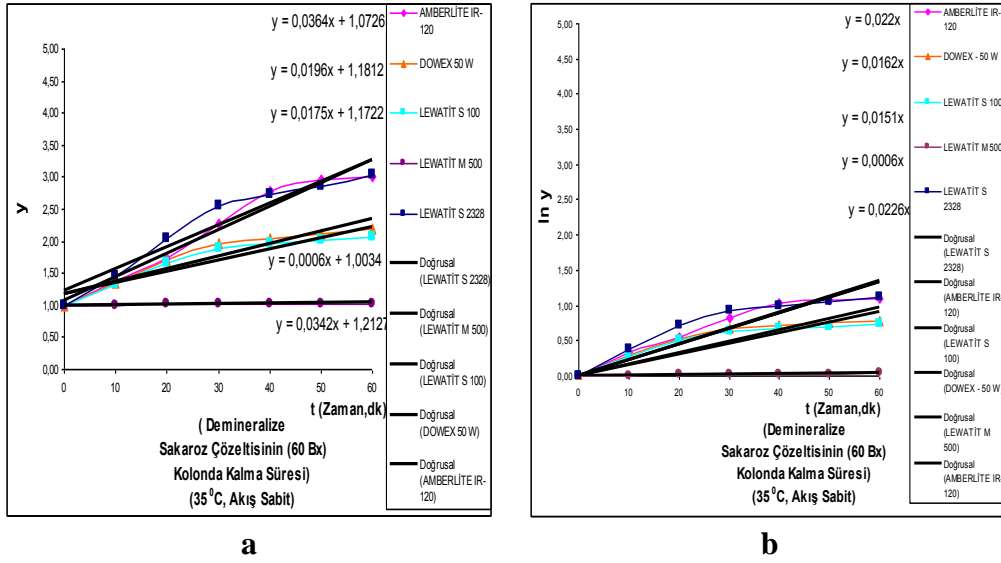 y = 0,0364x + 1,0726
y = 0,0196x + 1,1812
y = 0,0175x + 1,1722
y = 0,0006x + 1,0034
y = 0,0342x + 1,2127
y
5,00
4,50
4,00
3,50
3,00
2,50
2,00
1,50
1,00
0,50
0,00
0 10 20 30 40 50 60
t (Zaman,dk)
( Demineralize
Sakaroz Çözeltisinin (60 Bx)
Kolonda Kalma Süresi)
(35 ⁰C, Akış Sabit)
AMBERLİTE IR-
120
DOWEX 50 W
LEWATİT S 100
LEWATİT M 500
LEWATİT S 2328
Doğrusal
(LEWATİT S 2328)
Doğrusal
(LEWATİT M 500)
Doğrusal
(LEWATİT S 100)
Doğrusal
(DOWEX 50 W)
Doğrusal
(AMBERLİTE IR-
120)
a
y = 0,022x
y = 0,0162x
y = 0,0151x
y = 0,0006x
y = 0,0226x
ln y
5,00
4,50
4,00
3,50
3,00
2,50
2,00
1,50
1,00
0,50
0,00
0 10 20 30 40 50 60
t (Zaman,dk)
(Demineralize
Sakaroz Çözeltisinin (60 Bx)
Kolonda Kalma Süresi)
(35 ⁰C, Akış Sabit)
AMBERLİTE IR-
120
DOWEX - 50 W
LEWATİT S 100
LEWATİT M 500
LEWATİT S
2328
Doğrusal
(LEWATİT S
2328)
Doğrusal
(AMBERLİTE IR-
120)
Doğrusal
(LEWATİT S
100)
Doğrusal
(DOWEX - 50 W)
Doğrusal
(LEWATİT M
500)
Doğrusal
(AMBERLİTE IR-
120)
b